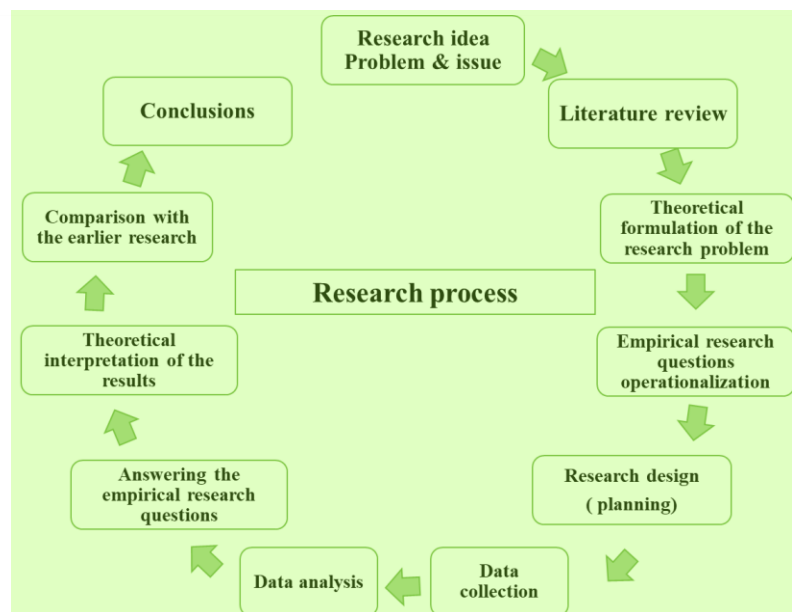 Research idea
Problem & issue
Literature review
Theoretical
formulation of the
research problem
Empirical research
questions
operationalization
Research design
( planning)
Data
collection
Data analysis
Answering the
empirical research
questions
Theoretical
interpretation of the
results
Comparison with
the earlier research
Conclusions
Research process